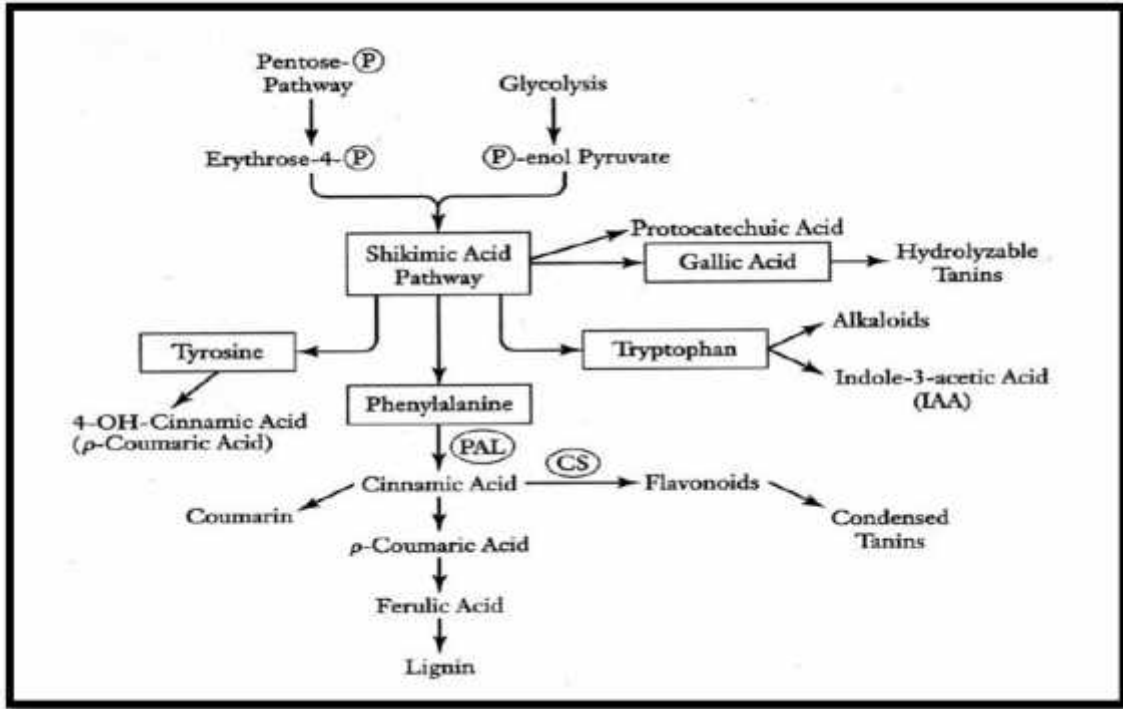 Pentose-Ⓟ
Pathway
Glycolysis
Erythrose-4-Ⓟ
Ⓟ-enol Pyruvate
Shikimic Acid
Pathway
Protocatechuic Acid
Gallic Acid
Hydrolyzable
Tanins
Tyrosine
Tryptophan
Alkaloids
Indole-3-acetic Acid
(IAA)
4-OH-Cinnamic Acid
(ρ-Coumaric Acid)
Phenylalanine
PAL
CS
Cinnamic Acid
Flavonoids
Coumarin
Condensed
Tanins
ρ-Coumaric Acid
Ferulic Acid
Lignin